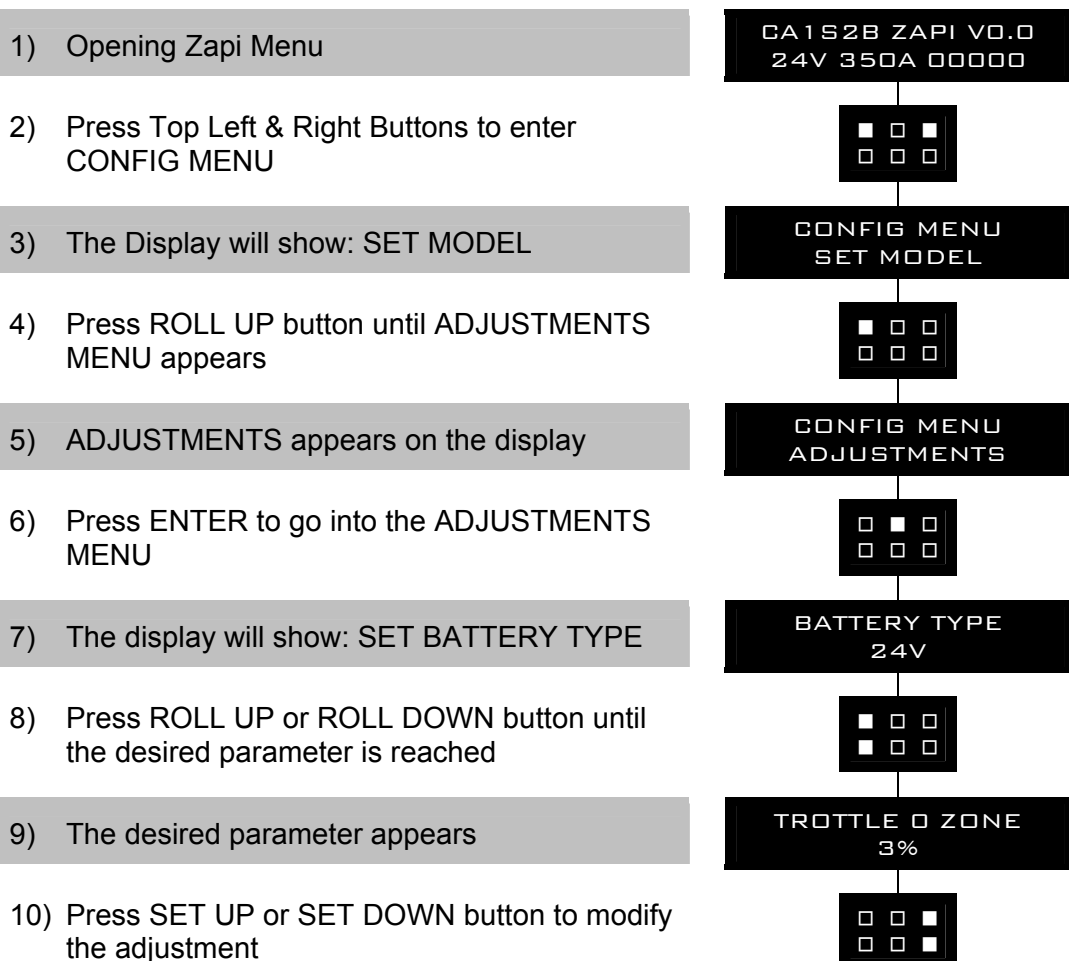 1) Opening Zapi Menu
CA1S2B ZAPI V0.0
24V 350A 00000
2) Press Top Left & Right Buttons to enter
CONFIG MENU
3) The Display will show: SET MODEL
CONFIG MENU
SET MODEL
4) Press ROLL UP button until ADJUSTMENTS
MENU appears
5) ADJUSTMENTS appears on the display
CONFIG MENU
ADJUSTMENTS
6) Press ENTER to go into the ADJUSTMENTS
MENU
7) The display will show: SET BATTERY TYPE
BATTERY TYPE
24V
8) Press ROLL UP or ROLL DOWN button until
the desired parameter is reached
9) The desired parameter appears
TROTTLE 0 ZONE
3%
10) Press SET UP or SET DOWN button to modify
the adjustment